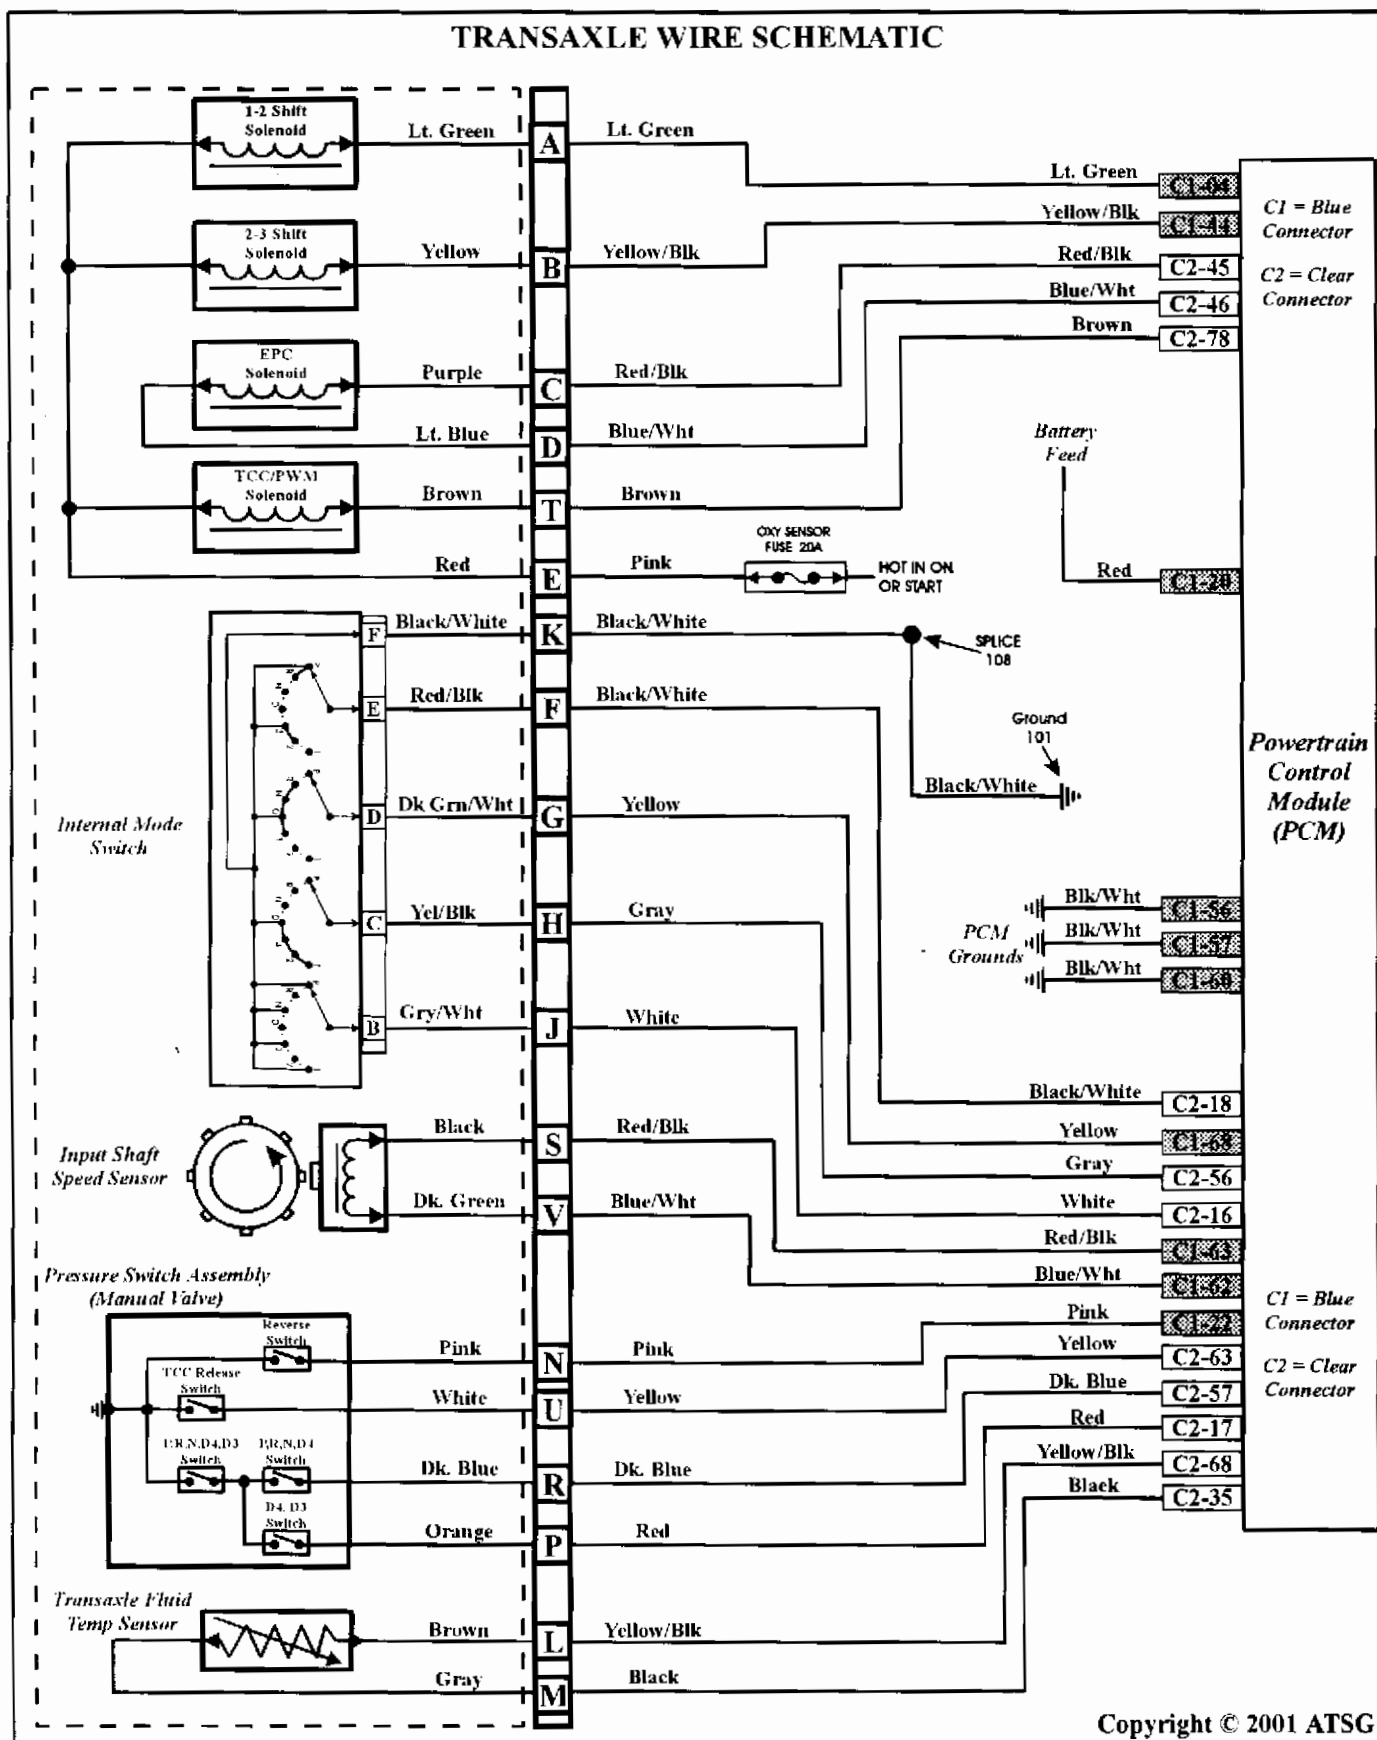 TRANSAXLE WIRE SCHEMATIC
1-2 Shift
Solenoid
Lt. Green
A
Lt. Green
Lt. Green
C1-04
C1 = Blue
Connector
C2 = Clear
Connector
2-3 Shift
Solenoid
Yellow
B
Yellow/Blk
Yellow/Blk
C1-44
Red/Blk
C2-45
Blue/Wht
C2-46
Brown
C2-78
EPC
Solenoid
Purple
C
Red/Blk
Lt. Blue
D
Blue/Wht
TCC/PWM
Solenoid
Brown
T
Brown
Battery
Feed
Red
C1-20
Red
E
Pink
OXY SENSOR
FUSE 20A
HOT IN ON
OR START
Internal Mode
Switch
F
Black/White
K
Black/White
SPLICE
108
E
Red/Blk
F
Black/White
Ground
101
Black/White
D
Dk Grn/Wht
G
Yellow
C
Yel/Blk
H
Gray
B
Gry/Wht
J
White
Powertrain
Control
Module
(PCM)
PCM
Grounds
Blk/Wht
C1-56
Blk/Wht
C1-57
Blk/Wht
C1-60
Black/White
C2-18
Yellow
C1-68
Gray
C2-56
White
C2-16
Red/Blk
C1-63
Blue/Wht
C1-62
Pink
C1-22
Yellow
C2-63
Dk. Blue
C2-57
Red
C2-17
Yellow/Blk
C2-68
Black
C2-35
C1 = Blue
Connector
C2 = Clear
Connector
Input Shaft
Speed Sensor
Black
S
Red/Blk
Dk. Green
V
Blue/Wht
Pressure Switch Assembly
(Manual Valve)
Reverse
Switch
Pink
N
Pink
TCC Release
Switch
White
U
Yellow
P,R,N,D4,D3
Switch
P,R,N,D4
Switch
Dk. Blue
R
Dk. Blue
D4, D3
Switch
Orange
P
Red
Transaxle Fluid
Temp Sensor
Brown
L
Yellow/Blk
Gray
M
Black
Copyright © 2001 ATSG